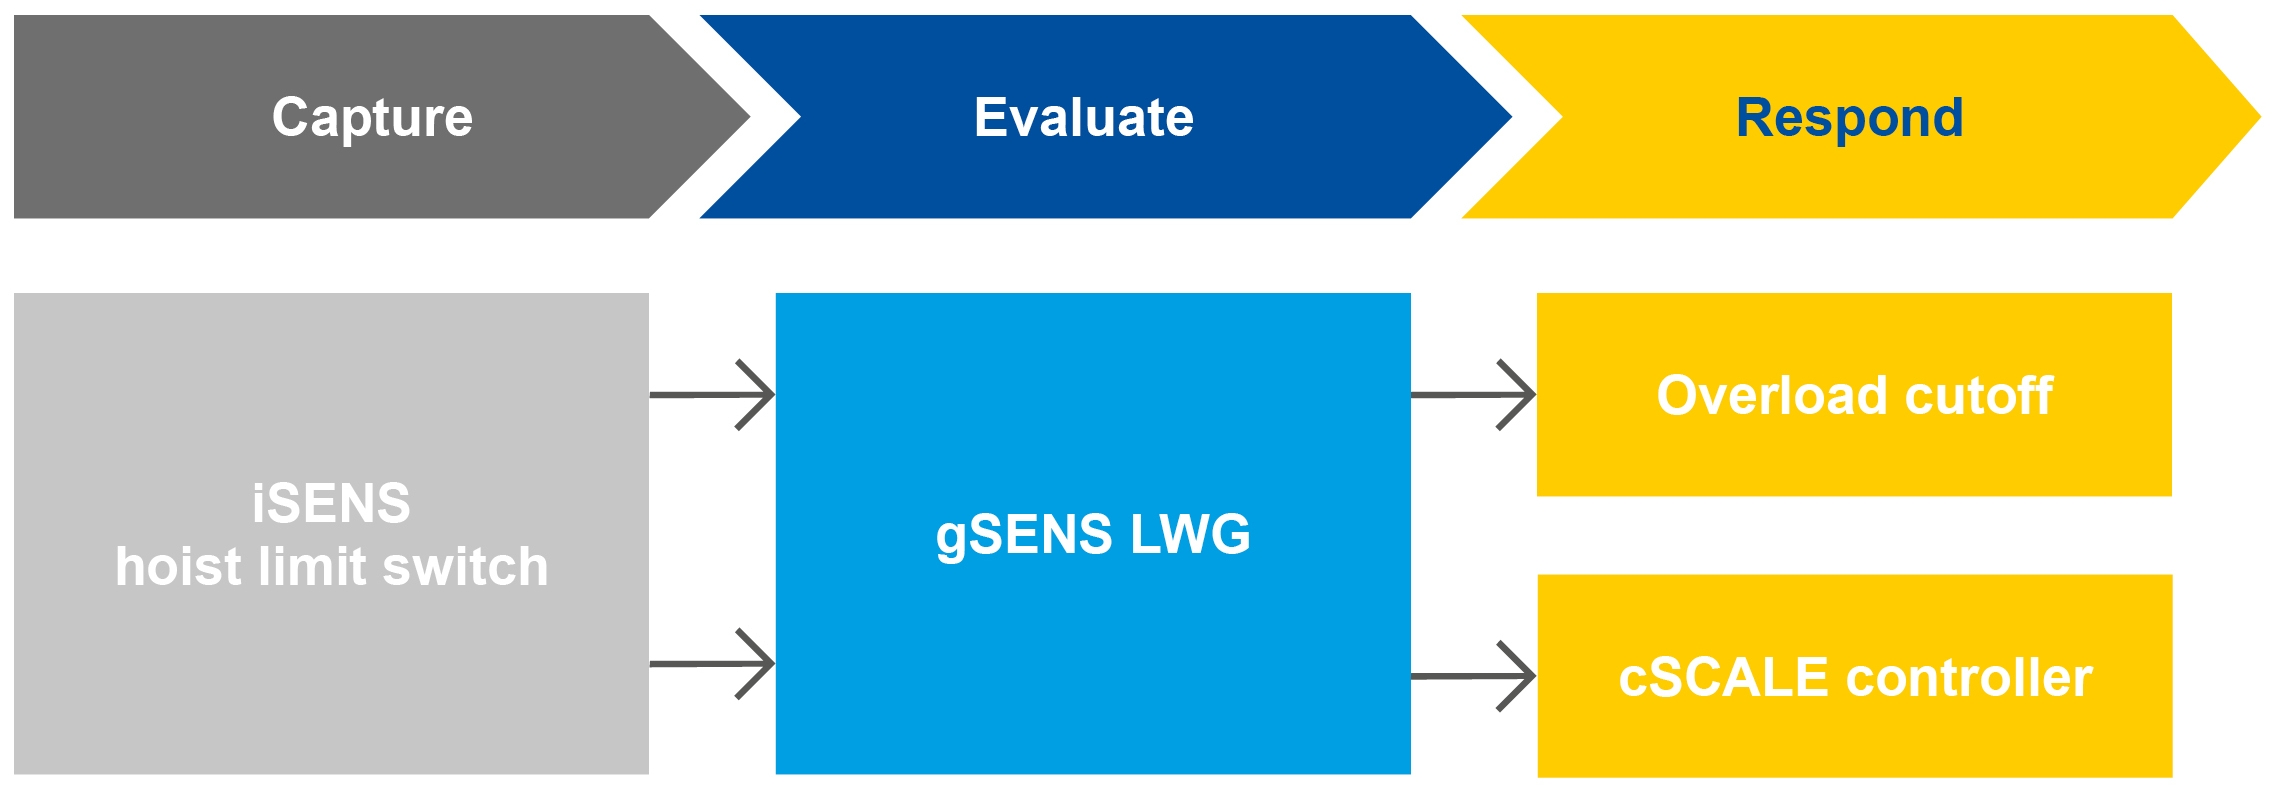 Capture
Evaluate
Respond
iSENS
hoist limit switch
gSENS LWG
Overload cutoff
cSCALE controller